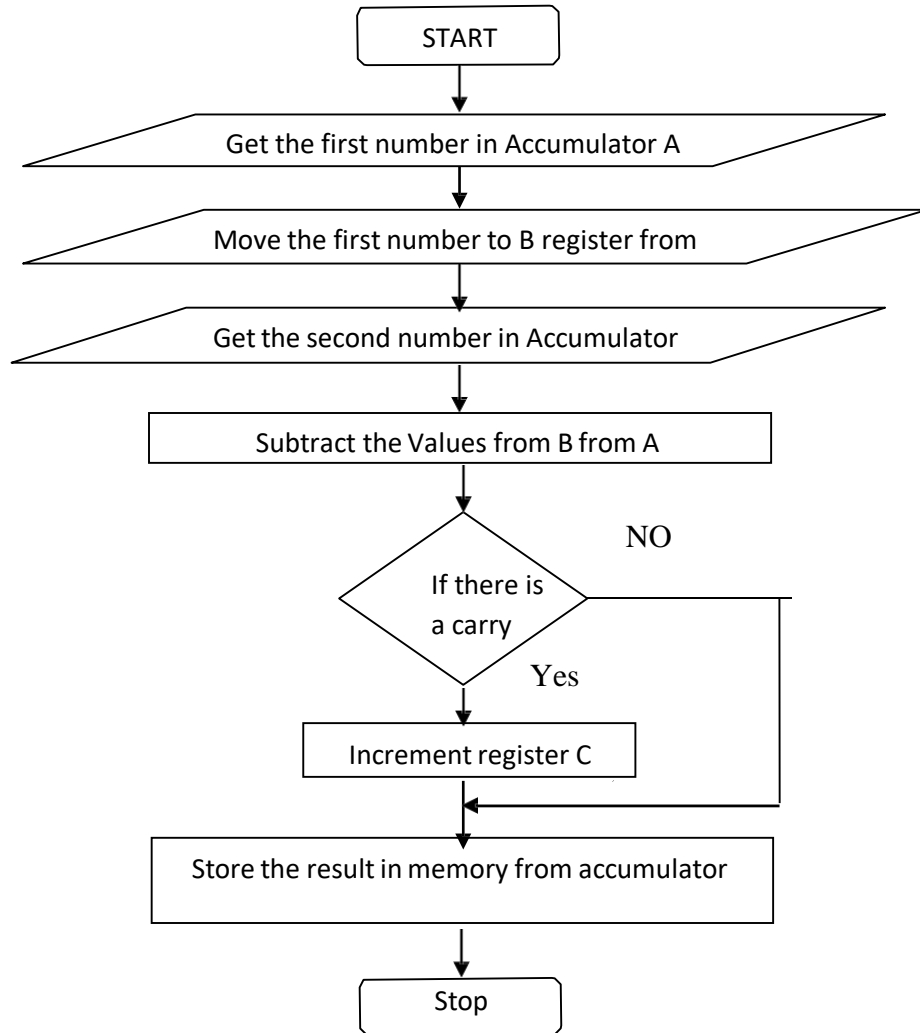 START
Get the first number in Accumulator A
Move the first number to B register from
Get the second number in Accumulator
Subtract the Values from B from A
NO
If there is
a carry
Yes
Increment register C
Store the result in memory from accumulator
Stop